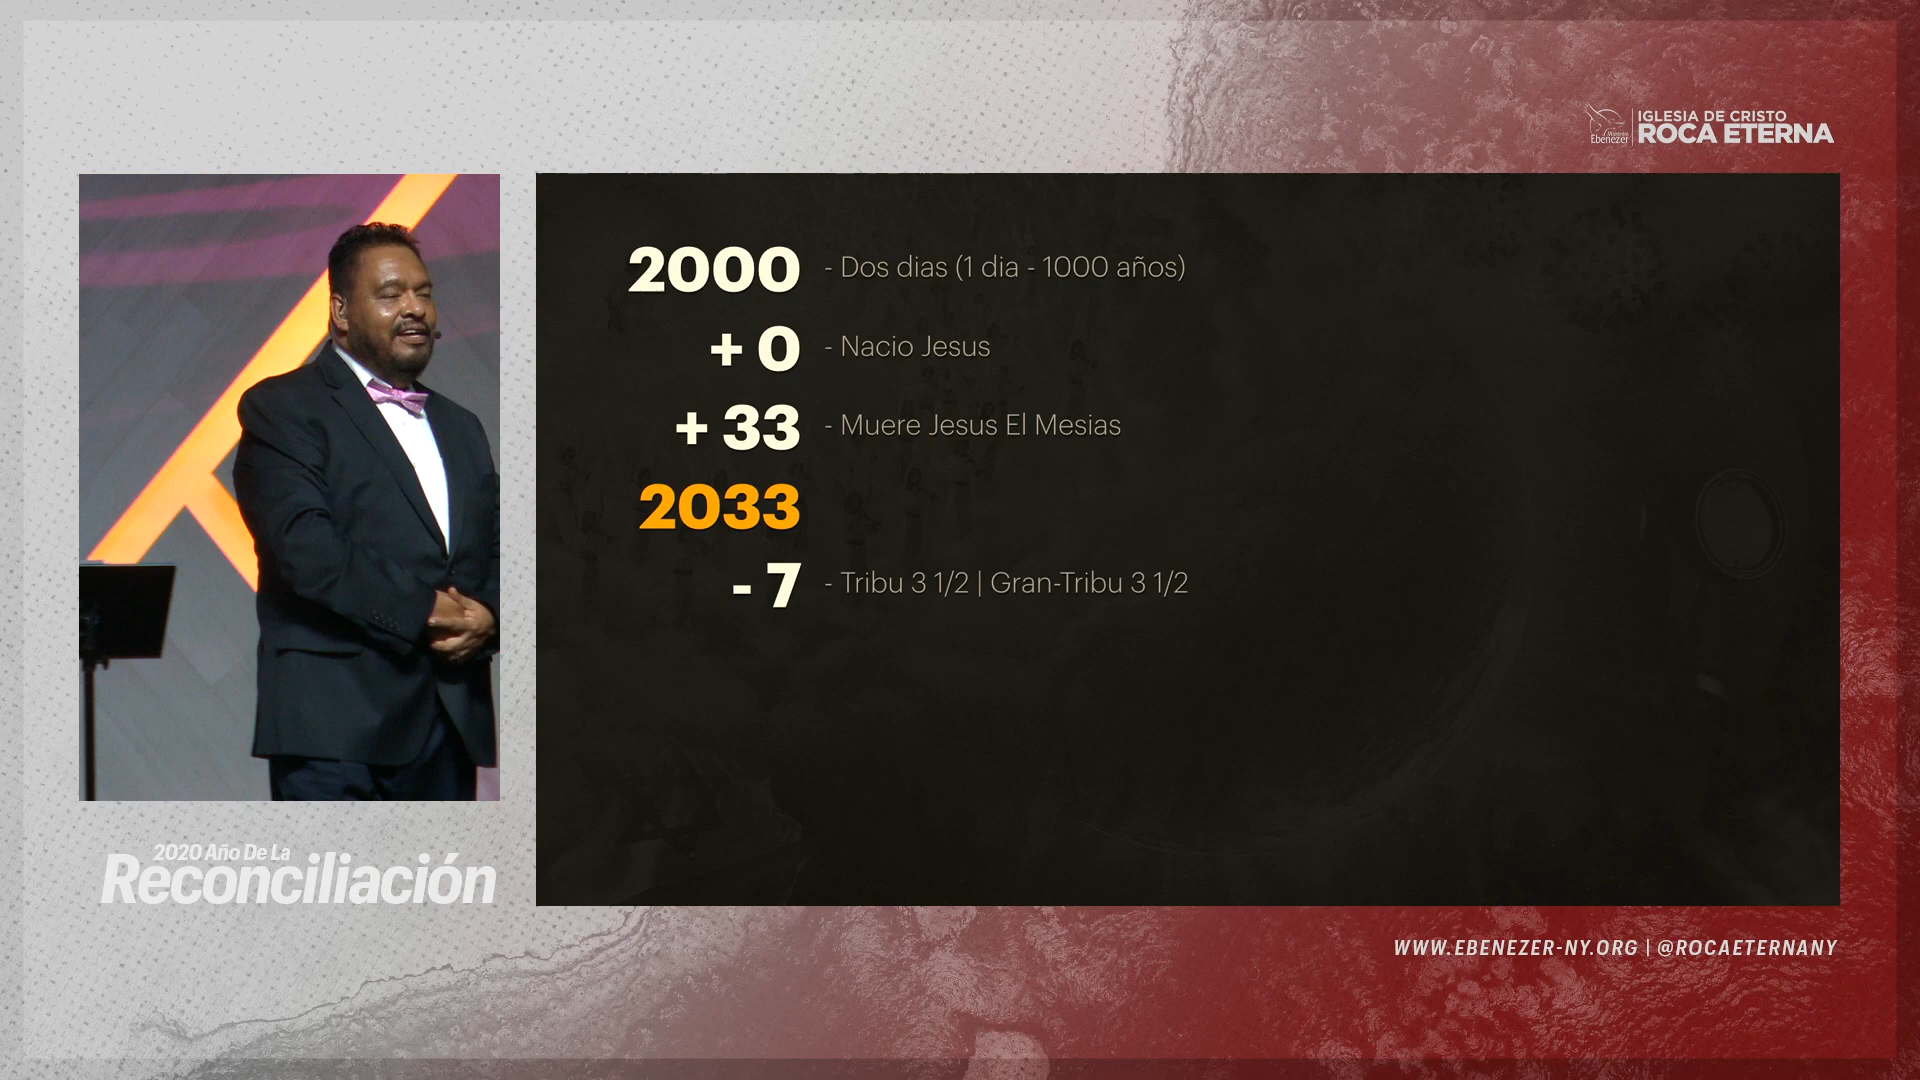 Ministerios
Ebenezer
IGLESIA DE CRISTO
ROCA ETERNA
2000 - Dos dias (1 dia - 1000 años)
+ 0 - Nacio Jesus
+ 33 - Muere Jesus El Mesias
2033
- 7 - Tribu 3 1/2 | Gran-Tribu 3 1/2
2020 Año De La
Reconciliación
WWW.EBENEZER-NY.ORG | @ROCAETERNANY